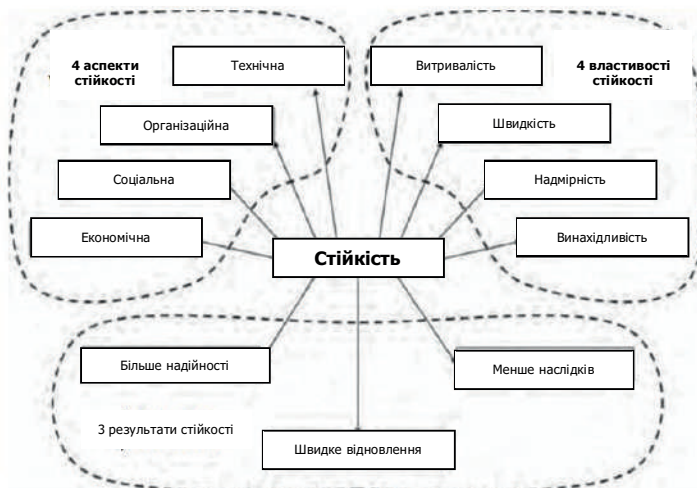 4 аспекти
стійкості
Технічна
Витривалість
4 властивості
стійкості
Організаційна
Швидкість
Соціальна
Надмірність
Економічна
Винахідливість
Стійкість
Більше надійності
Менше наслідків
3 результати стійкості
Швидке відновлення